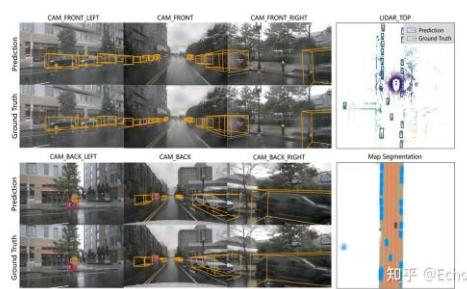 CAM_FRONT_LEFT CAM_FRONT CAM_FRONT_RIGHT LIDAR_TOP
Prediction
Prediction
Ground Truth
Ground Truth
CAM_BACK_LEFT CAM_BACK CAM_BACK_RIGHT Map Segmentation
Prediction
Ground Truth
知乎 @Echo